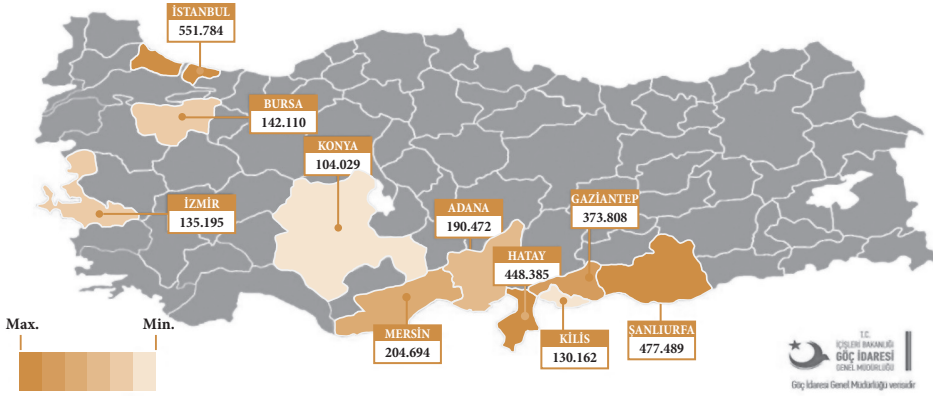 İSTANBUL
551.784
BURSA
142.110
KONYA
104.029
İZMİR
135.195
ADANA
190.472
GAZİANTEP
373.808
HATAY
448.385
MERSİN
204.694
KİLİS
130.162
ŞANLIURFA
477.489
Max.
Min.
T.C.
İÇİŞLERİ BAKANLIĞI
GÖÇ İDARESİ
GENEL MÜDÜRLÜĞÜ
Göç İdaresi Genel Müdürlüğü verisidir